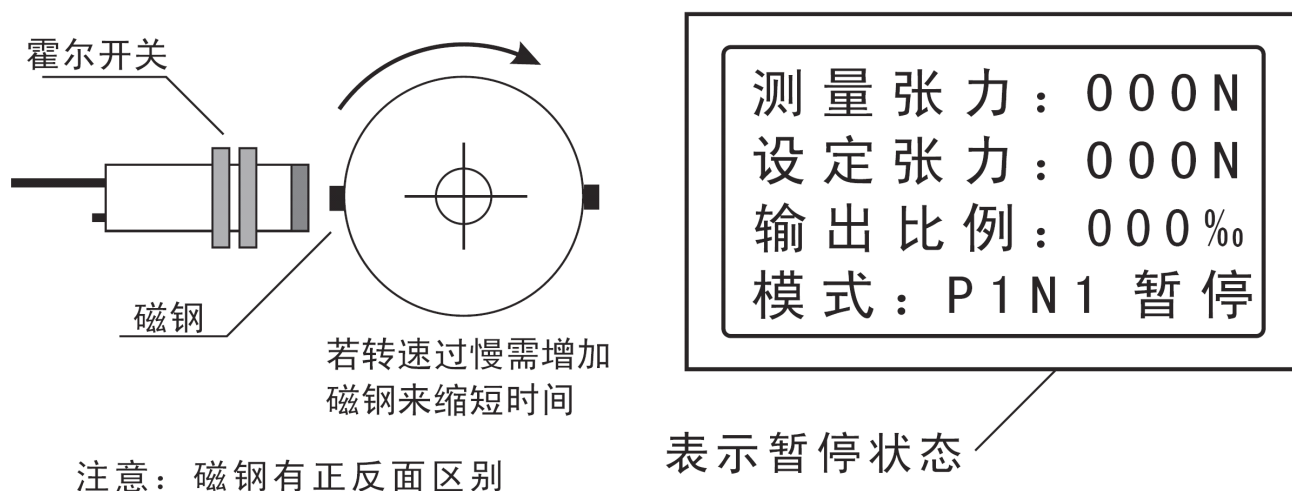 霍尔开关
磁钢
若转速过慢需增加
磁钢来缩短时间
注意：磁钢有正反面区别
测量张力：000N
设定张力：000N
输出比例：000‰
模式：P1N1 暂停
表示暂停状态